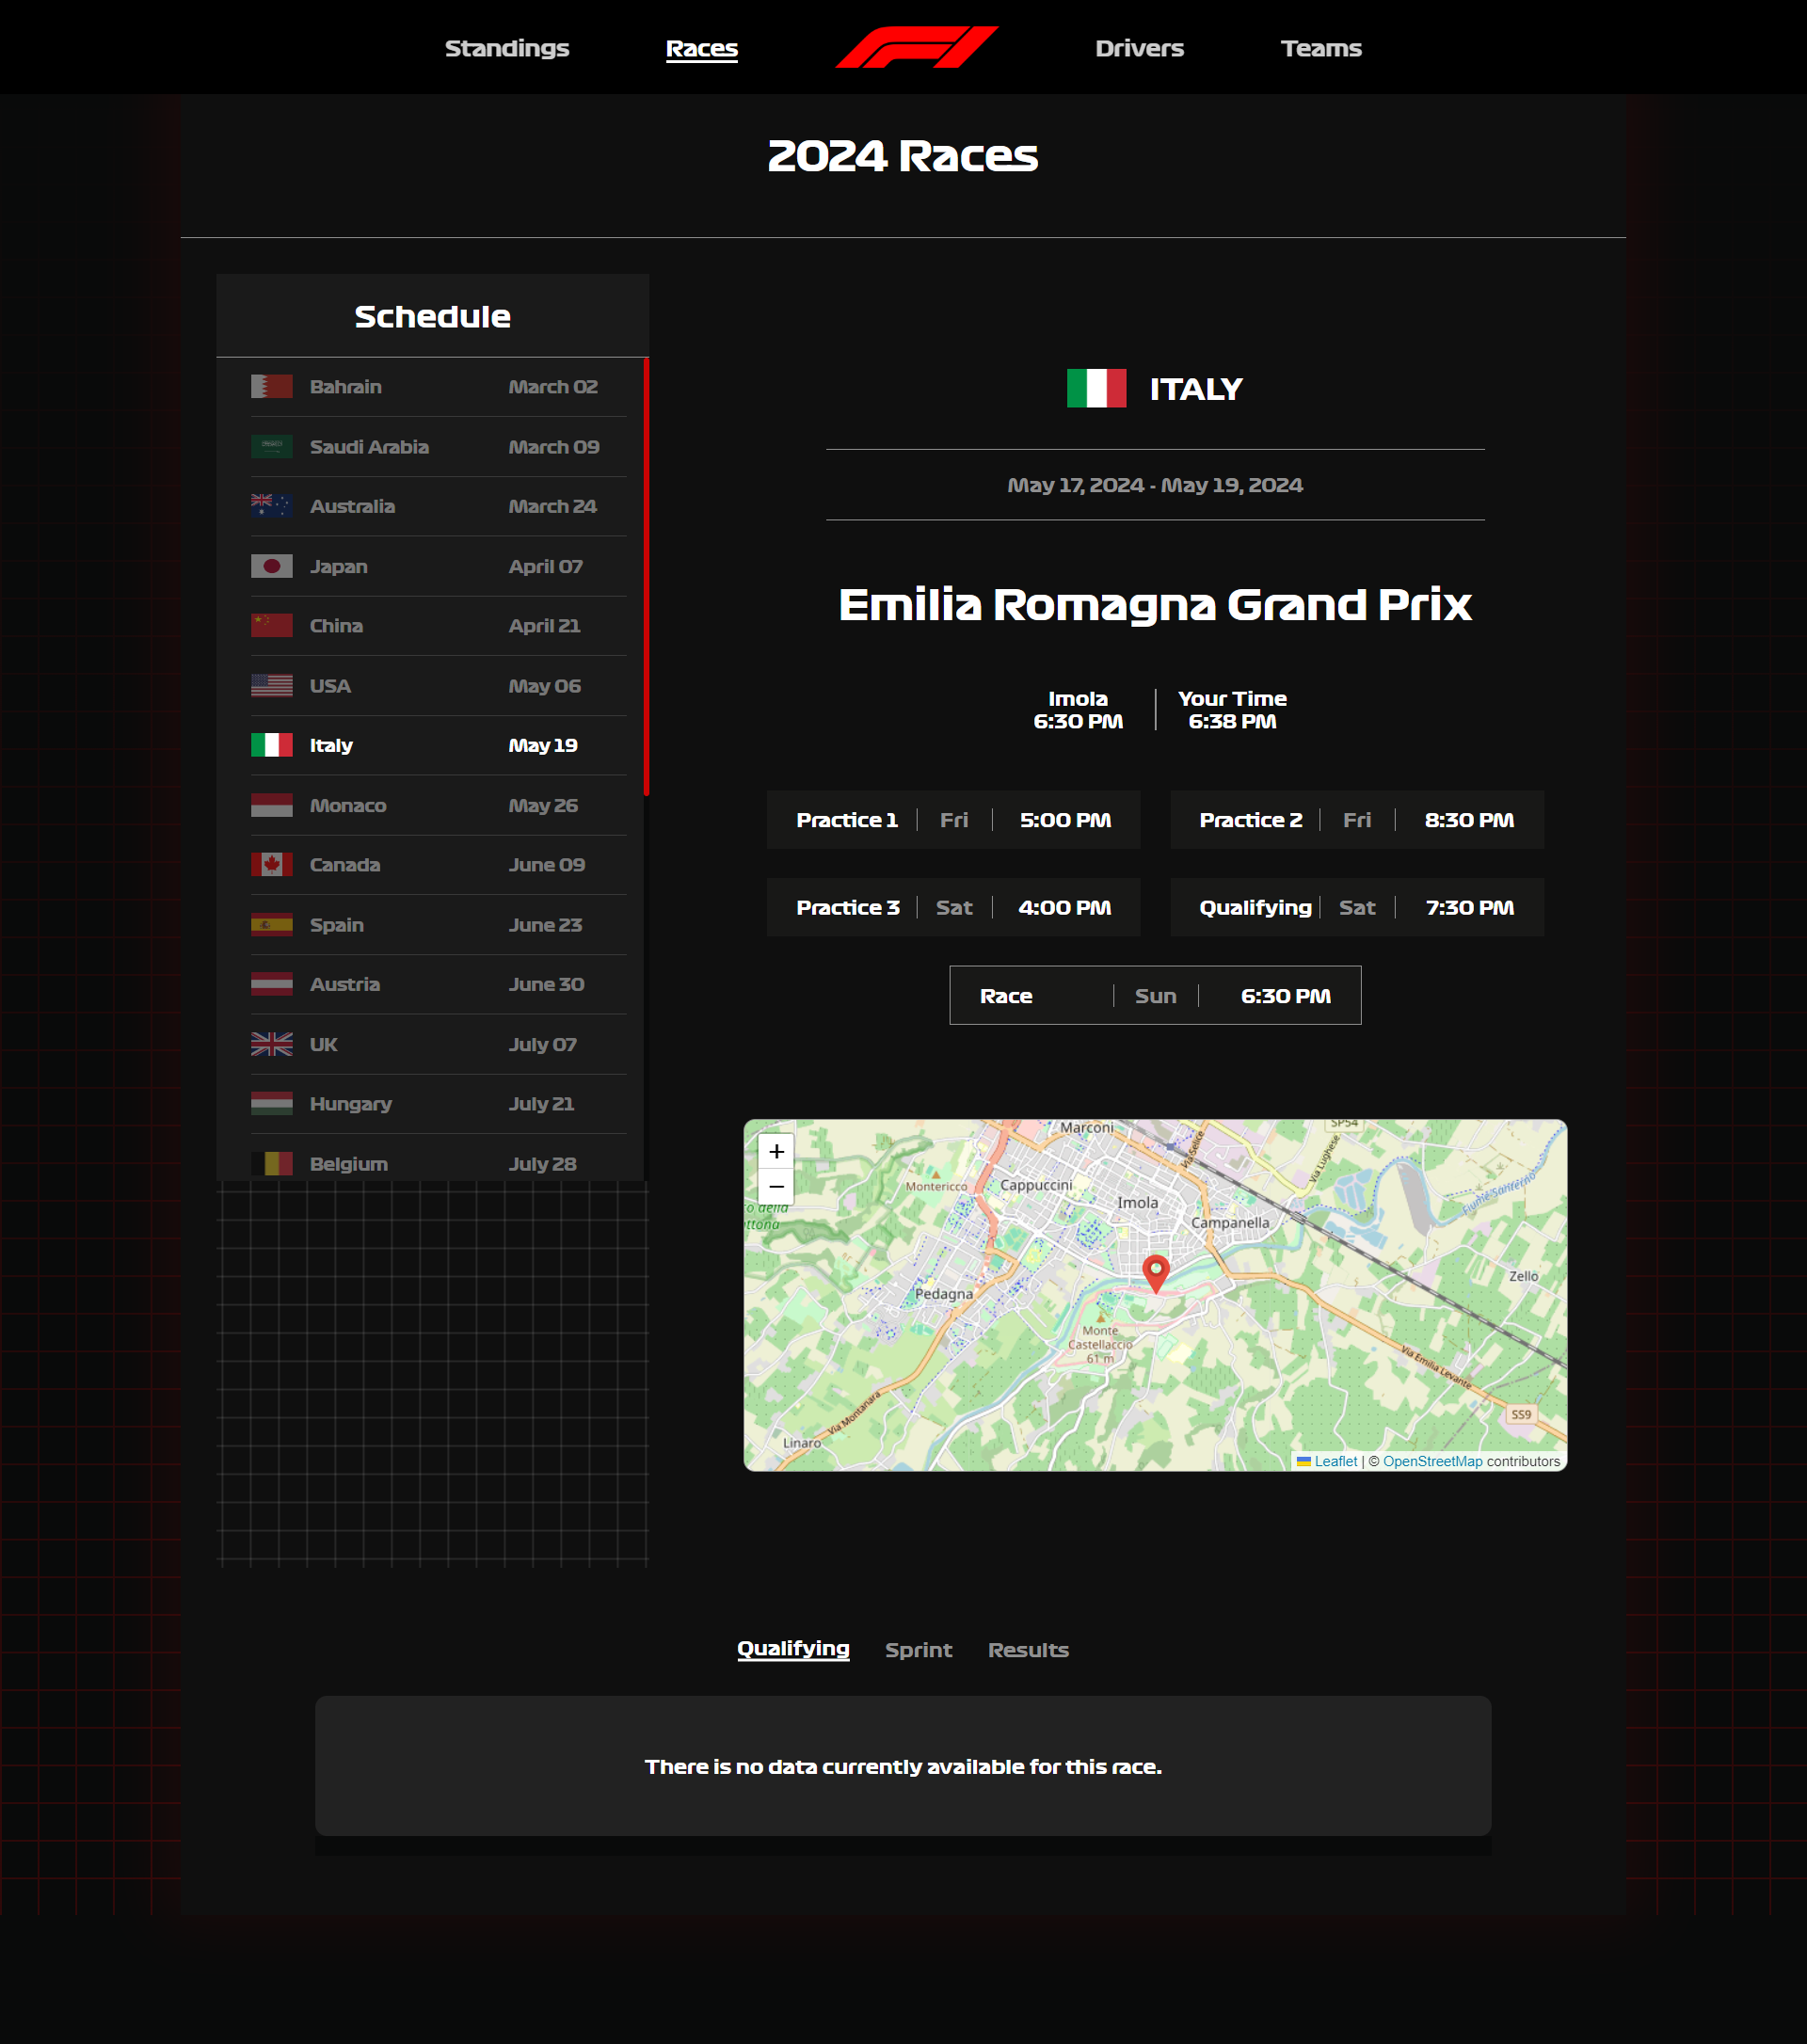 Standings
Races
Drivers
Teams
2024 Races
Schedule
Bahrain March 02
Saudi Arabia March 09
Australia March 24
Japan April 07
China April 21
USA May 06
Italy May 19
Monaco May 26
Canada June 09
Spain June 23
Austria June 30
UK July 07
Hungary July 21
Belgium July 28
ITALY
May 17, 2024 - May 19, 2024
Emilia Romagna Grand Prix
Imola
6:30 PM
Your Time
6:38 PM
Practice 1 Fri 5:00 PM
Practice 2 Fri 8:30 PM
Practice 3 Sat 4:00 PM
Qualifying Sat 7:30 PM
Race Sun 6:30 PM
+
−
Marconi
SP54
Via Selice
Via Lughese
Montericco
Cappuccini
Imola
Campanella
Fiume Santerno
o della
ttona
Pedagna
Zello
Monte
Castellaccio
61 m
Via Emilia Levante
Via Montanara
SS9
Linaro
Leaflet | © OpenStreetMap contributors
Qualifying
Sprint
Results
There is no data currently available for this race.